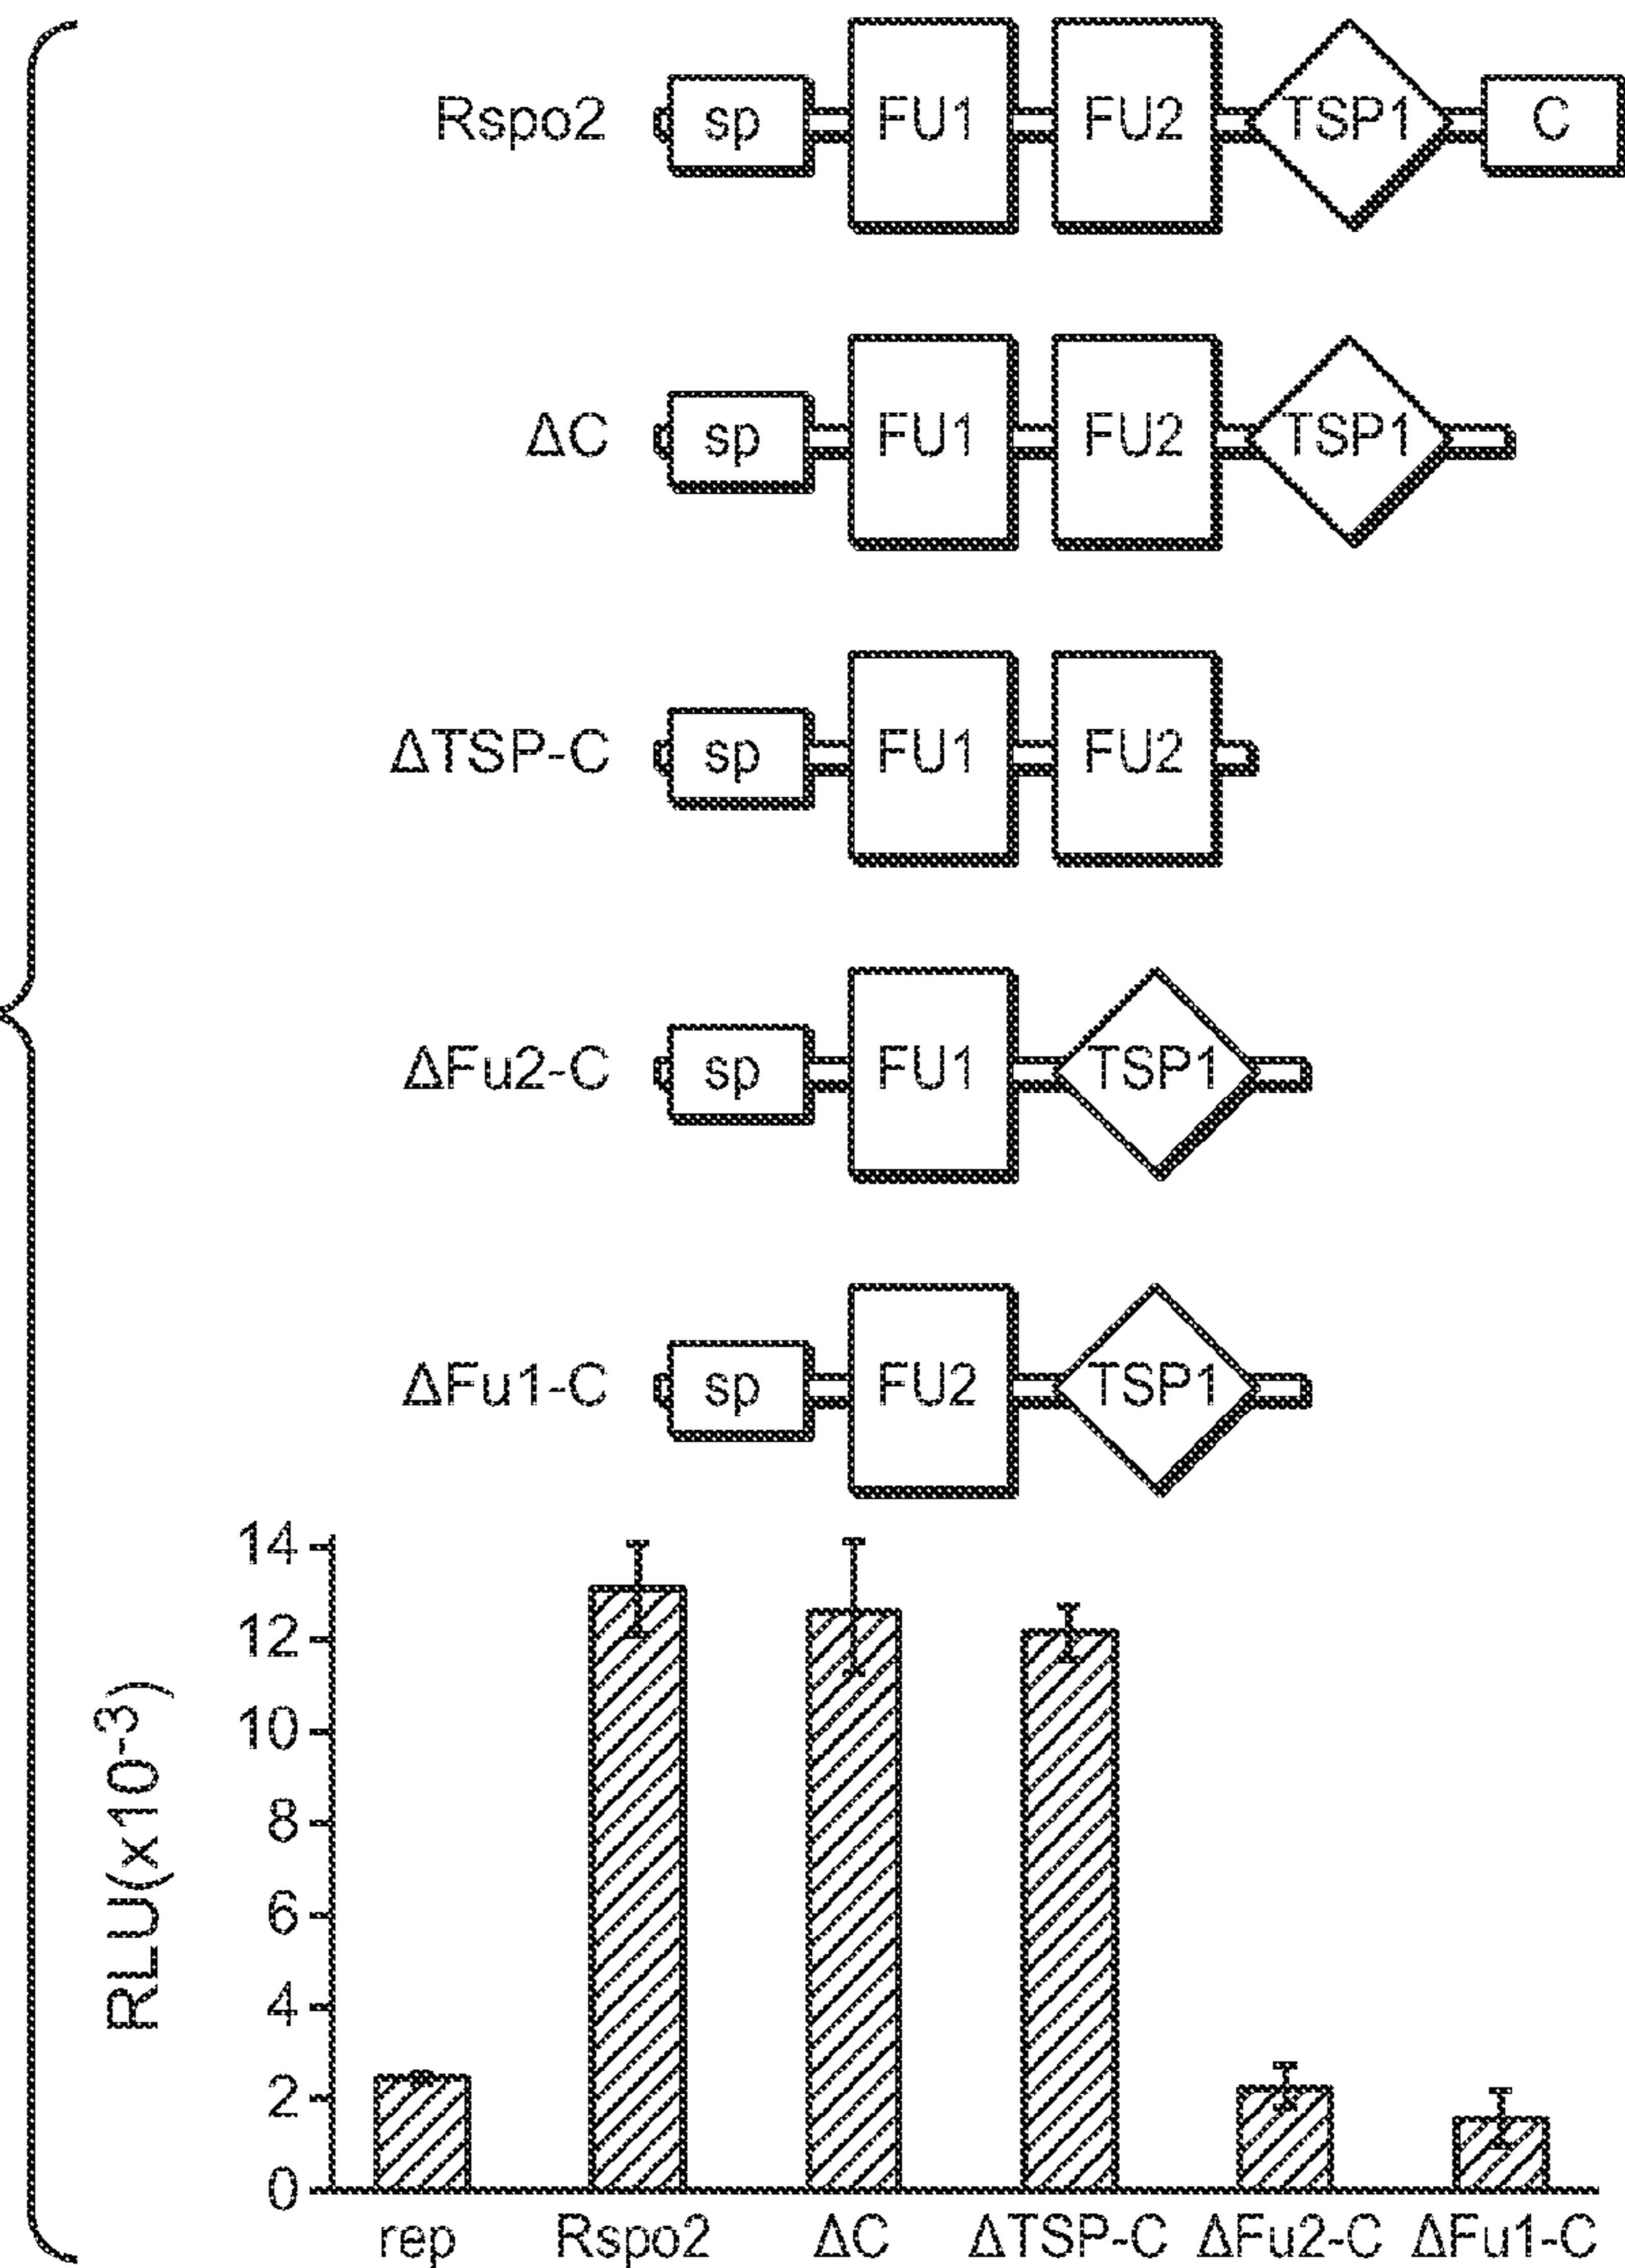 Rspo2 sp FU1 FU2 TSP1 C
ΔC sp FU1 FU2 TSP1
ΔTSP-C sp FU1 FU2
ΔFu2-C sp FU1 TSP1
ΔFu1-C sp FU2 TSP1
14
12
10
8
6
4
2
0
RLU(x10-3)
rep Rspo2 ΔC ΔTSP-C ΔFu2-C ΔFu1-C